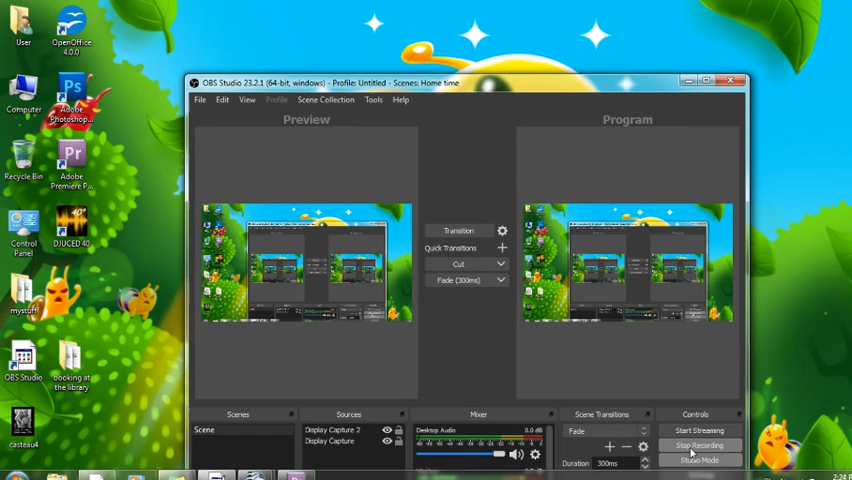 User
OpenOffice
4.0.0
OBS Studio 23.2.1 (64-bit, windows) - Profile: Untitled - Scenes: Home time
File Edit View Profile Scene Collection Tools Help
Computer
Adobe
Photoshop...
Preview
Program
Recycle Bin
Adobe
Premiere P...
Control
Panel
DJUCED 40°
Transition
Quick Transitions
Cut
Fade (300ms)
mystuff
OBS Studio
booking at
the library
casteau4
Scenes
Sources
Mixer
Scene Transitions
Controls
Scene
Display Capture 2
Display Capture
Desktop Audio
0.0 dB
Fade
Duration 300ms
Start Streaming
Stop Recording
Studio Mode
2:24 P